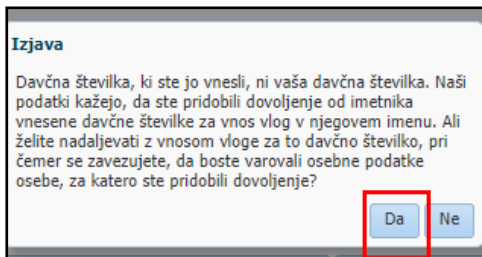 Izjava
Davčna številka, ki ste jo vnesli, ni vaša davčna številka. Naši
podatki kažejo, da ste pridobili dovoljenje od imetnika
vnesene davčne številke za vnos vlog v njegovem imenu. Ali
želite nadaljevati z vnosom vloge za to davčno številko, pri
čemer se zavezujete, da boste varovali osebne podatke
osebe, za katero ste pridobili dovoljenje?
Da Ne